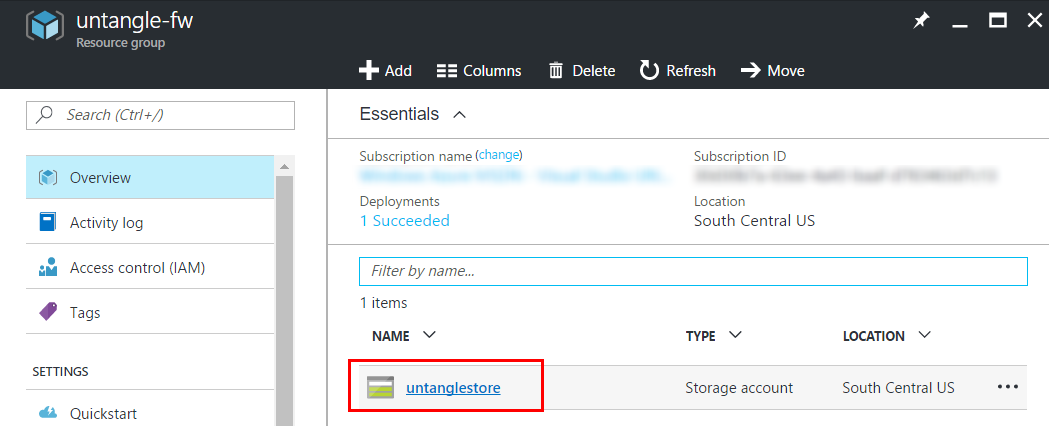 untangle-fw
Resource group
Add Columns Delete Refresh Move
Search (Ctrl+/)
Overview
Activity log
Access control (IAM)
Tags
SETTINGS
Quickstart
Essentials
Subscription name (change) Subscription ID
Deployments Location
1 Succeeded South Central US
Filter by name...
1 items
NAME TYPE LOCATION
untanglestore Storage account South Central US